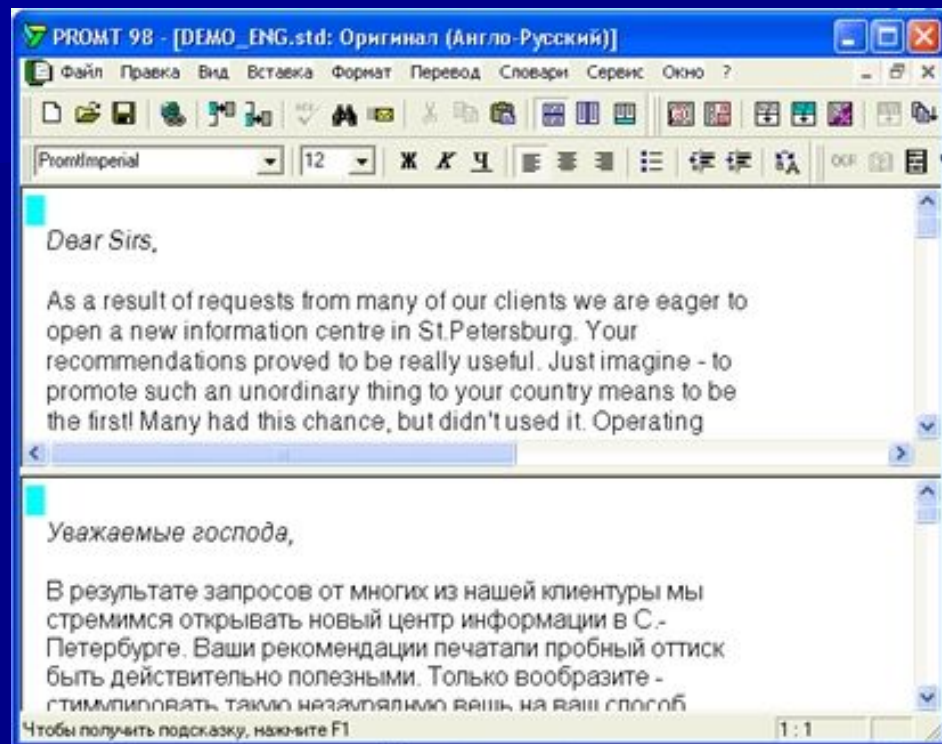 PROMT 98 - [DEMO_ENG.std: Оригинал (Англо-Русский)]
Файл Правка Вид Вставка Формат Перевод Словари Сервис Окно ?
PromtImperial 12 Ж К Ч
OCR
Dear Sirs,
As a result of requests from many of our clients we are eager to
open a new information centre in St.Petersburg. Your
recommendations proved to be really useful. Just imagine - to
promote such an unordinary thing to your country means to be
the first! Many had this chance, but didn't used it. Operating
Уважаемые господа,
В результате запросов от многих из нашей клиентуры мы
стремимся открывать новый центр информации в С.-
Петербурге. Ваши рекомендации печатали пробный оттиск
быть действительно полезными. Только вообразите -
стимулировать такую незаурядную вещь на ваш способ
Чтобы получить подсказку, нажмите F1 1 : 1